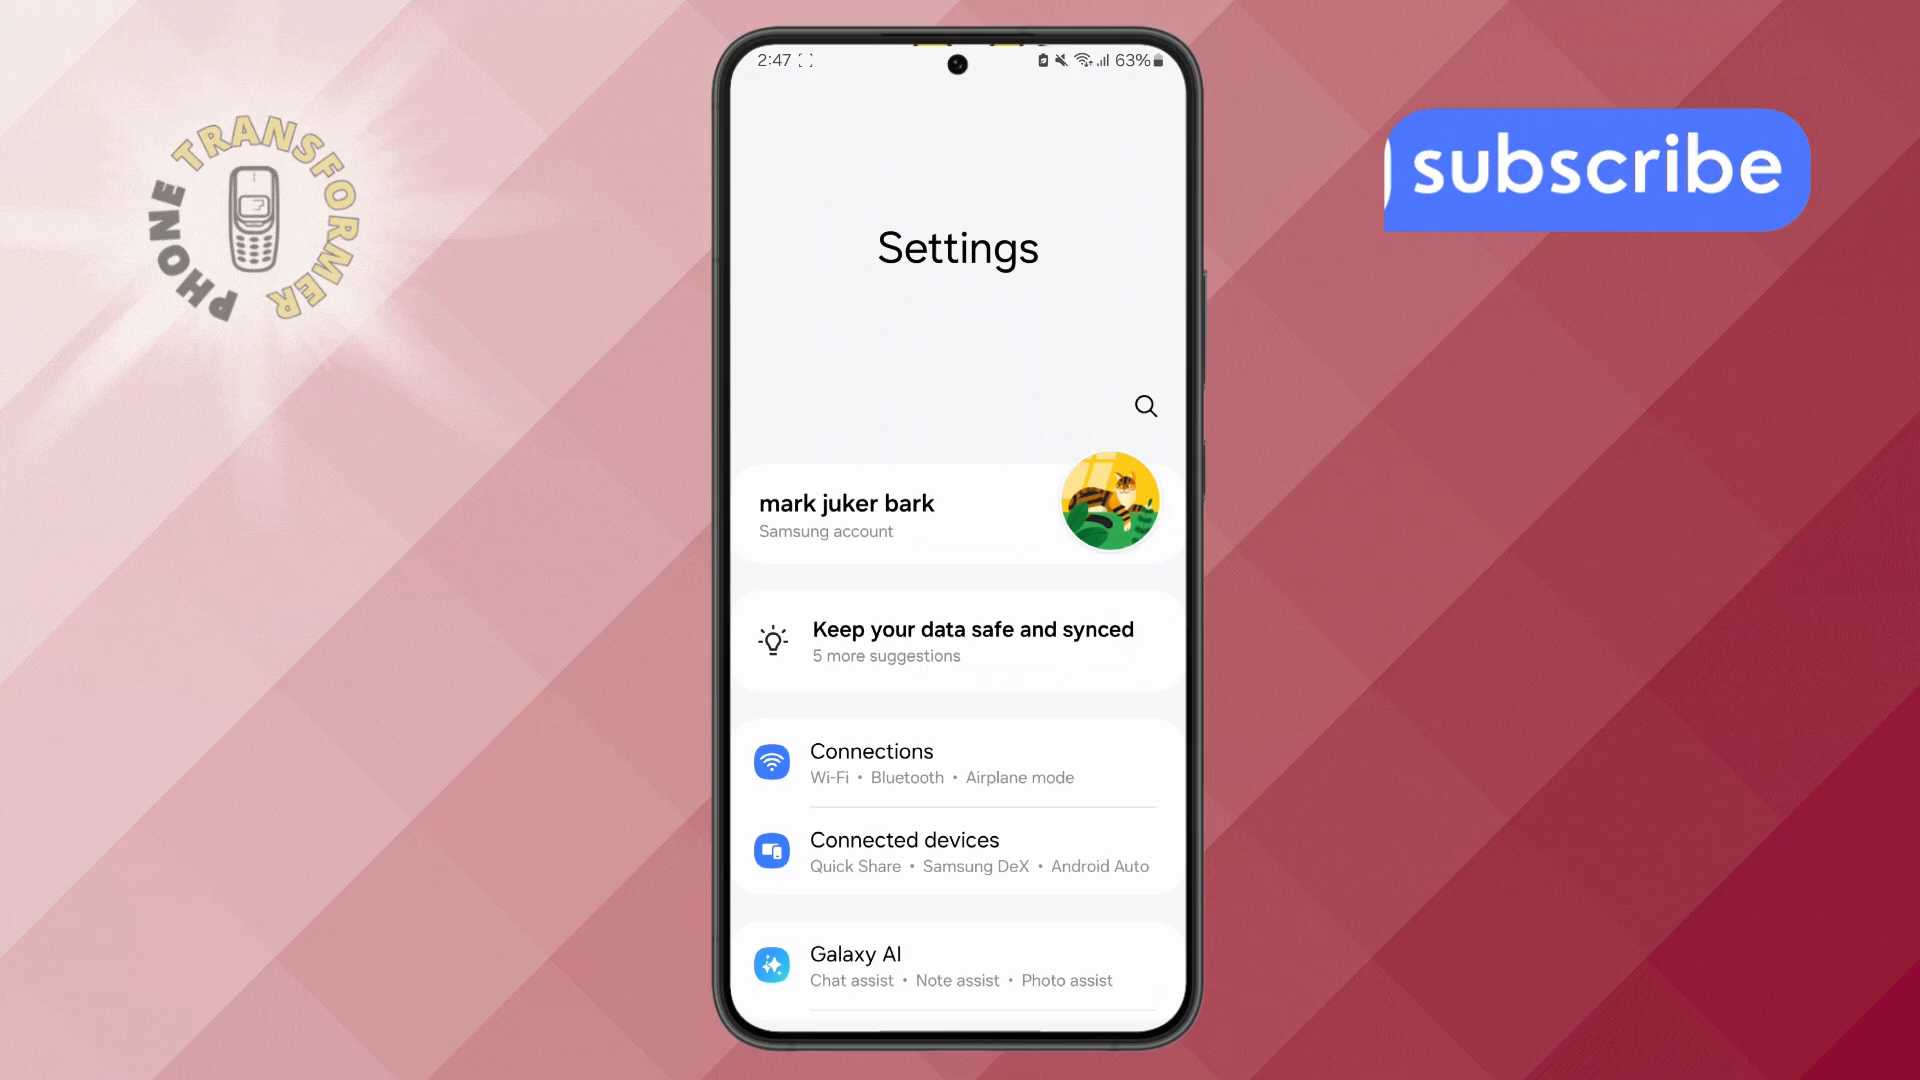 PHONE TRANSFORMER
subscribe
2:47
63%
Settings
mark juker bark
Samsung account
Keep your data safe and synced
5 more suggestions
Connections
Wi-Fi • Bluetooth • Airplane mode
Connected devices
Quick Share • Samsung DeX • Android Auto
Galaxy AI
Chat assist • Note assist • Photo assist